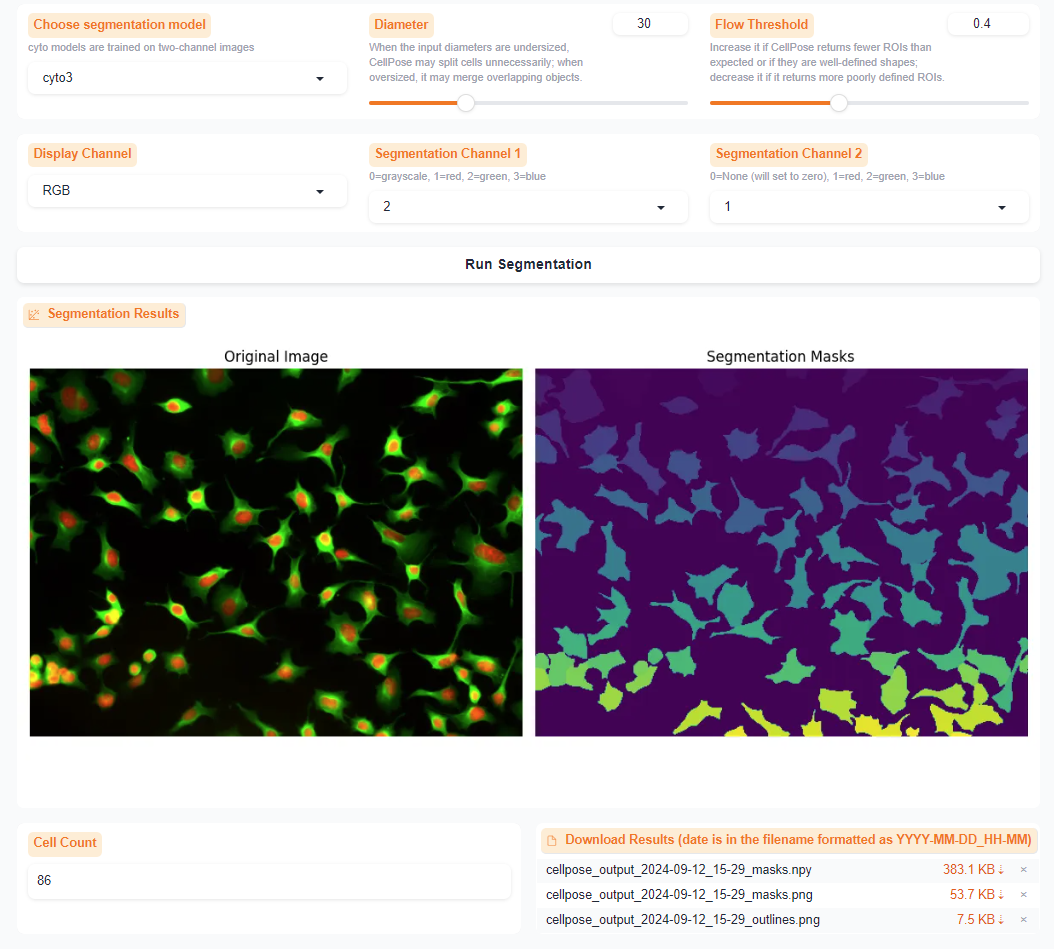 Choose segmentation model
cyto models are trained on two-channel images
cyto3
Diameter
30
When the input diameters are undersized,
CellPose may split cells unnecessarily; when
oversized, it may merge overlapping objects.
Flow Threshold
0.4
Increase it if CellPose returns fewer ROIs than
expected or if they are well-defined shapes;
decrease it if it returns more poorly defined ROIs.
Display Channel
RGB
Segmentation Channel 1
0=grayscale, 1=red, 2=green, 3=blue
2
Segmentation Channel 2
0=None (will set to zero), 1=red, 2=green, 3=blue
1
Run Segmentation
Segmentation Results
Original Image
Segmentation Masks
Cell Count
86
Download Results (date is in the filename formatted as YYYY-MM-DD_HH-MM)
cellpose_output_2024-09-12_15-29_masks.npy 383.1 KB ⇣ ×
cellpose_output_2024-09-12_15-29_masks.png 53.7 KB ⇣ ×
cellpose_output_2024-09-12_15-29_outlines.png 7.5 KB ⇣ ×